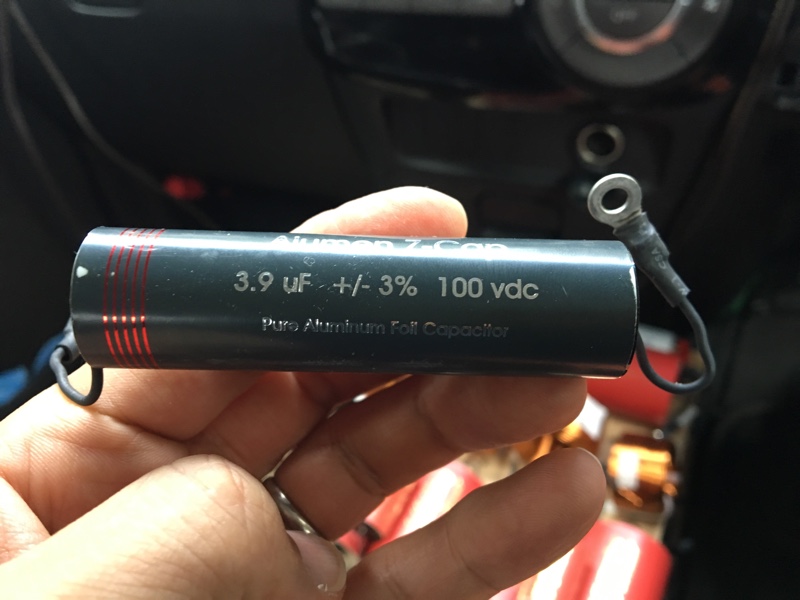 Alumen Z-Cap
3.9 uF +/- 3% 100 vdc
Pure Aluminum Foil Capacitor